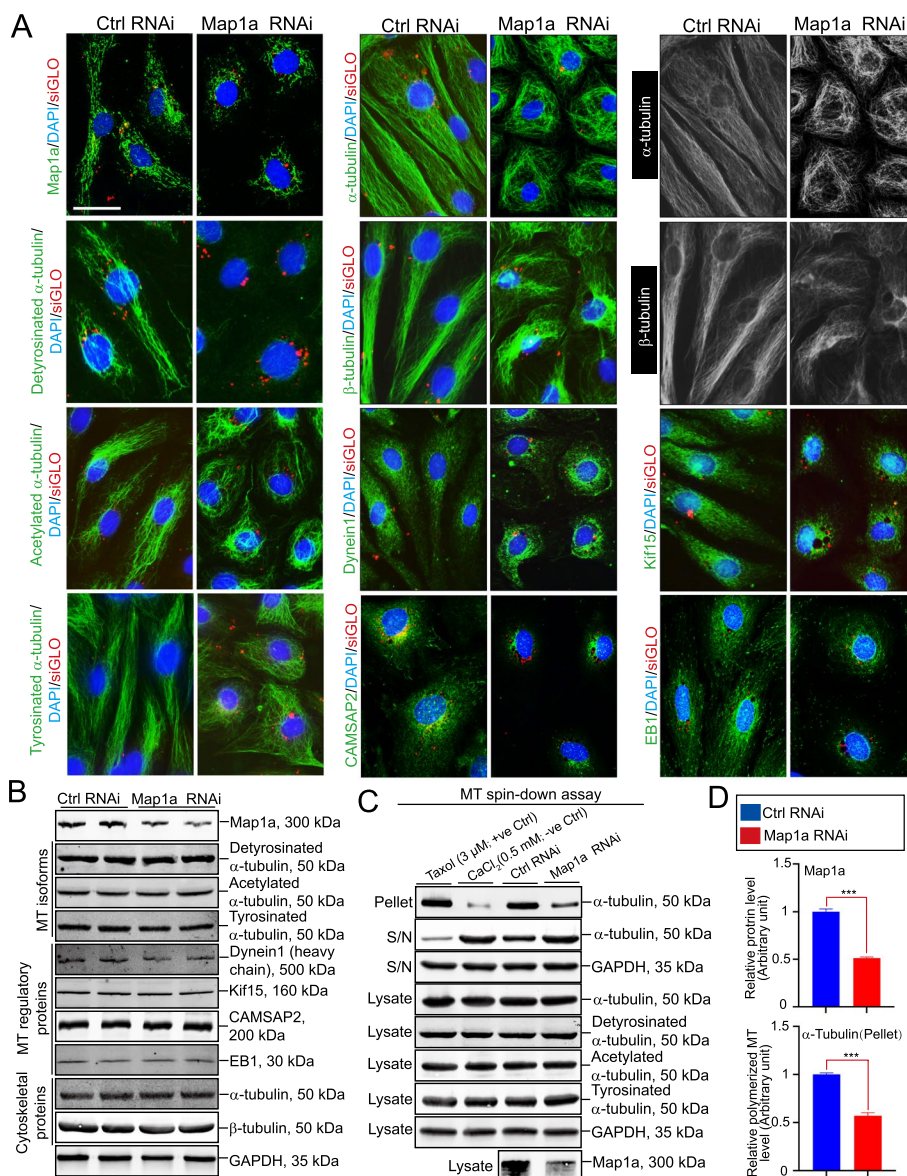 A
Ctrl RNAi
Map1a RNAi
Ctrl RNAi
Map1a RNAi
Ctrl RNAi
Map1a RNAi
Map1a/DAPI/siGLO
α-tubulin/DAPI/siGLO
α-tubulin
Detyrosinated α-tubulin/
DAPI/siGLO
β-tubulin/DAPI/siGLO
β-tubulin
Acetylated α-tubulin/
DAPI/siGLO
Dynein1/DAPI/siGLO
Kif15/DAPI/siGLO
Tyrosinated α-tubulin/
DAPI/siGLO
CAMSAP2/DAPI/siGLO
EB1/DAPI/siGLO
B
Ctrl RNAi
Map1a RNAi
Map1a, 300 kDa
MT isoforms
Detyrosinated
α-tubulin, 50 kDa
Acetylated
α-tubulin, 50 kDa
Tyrosinated
α-tubulin, 50 kDa
MT regulatory
proteins
Dynein1 (heavy
chain), 500 kDa
Kif15, 160 kDa
CAMSAP2,
200 kDa
EB1, 30 kDa
Cytoskeletal
proteins
α-tubulin, 50 kDa
β-tubulin, 50 kDa
GAPDH, 35 kDa
C
MT spin-down assay
Taxol (3 μM; +ve Ctrl)
CaCl2(0.5 mM; -ve Ctrl)
Ctrl RNAi
Map1a RNAi
Pellet
α-tubulin, 50 kDa
S/N
α-tubulin, 50 kDa
S/N
GAPDH, 35 kDa
Lysate
α-tubulin, 50 kDa
Lysate
Detyrosinated
α-tubulin, 50 kDa
Lysate
Acetylated
α-tubulin, 50 kDa
Lysate
Tyrosinated
α-tubulin, 50 kDa
Lysate
GAPDH, 35 kDa
Lysate
Map1a, 300 kDa
D
Ctrl RNAi
Map1a RNAi
Map1a
Relative protrin level
(Arbitrary unit)
1.5
1
0.5
0
***
α-Tubulin(Pellet)
Relative polymerized MT
level (Arbitrary unit)
1.5
1
0.5
0
***